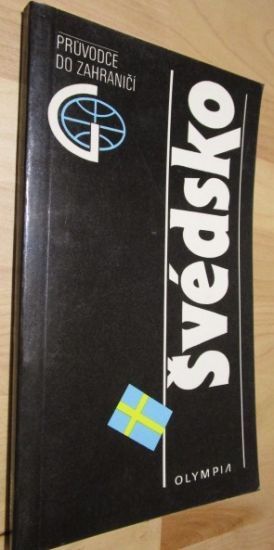 PRŮVODCE
DO ZAHRANIČÍ
Švédsko
OLYMPIA